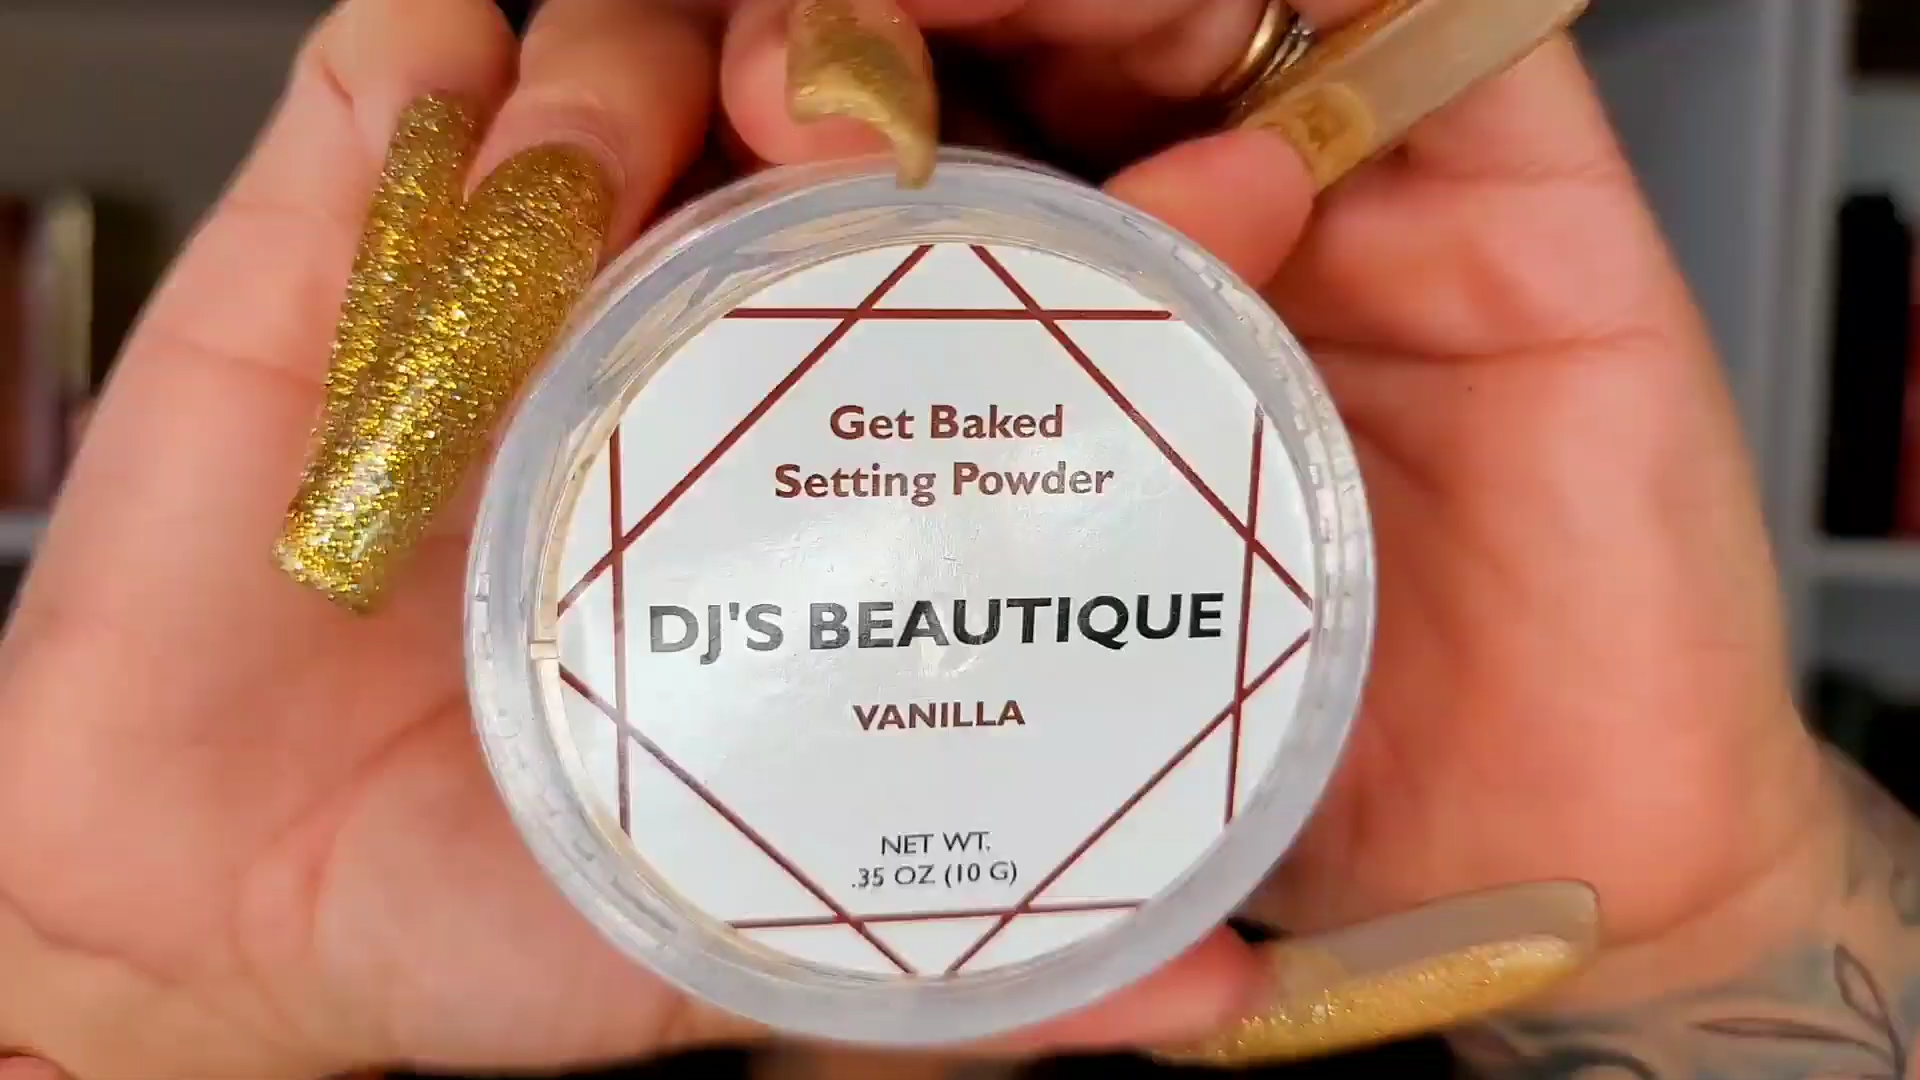 Get Baked
Setting Powder
DJ'S BEAUTIQUE
VANILLA
NET WT.
.35 OZ (10 G)